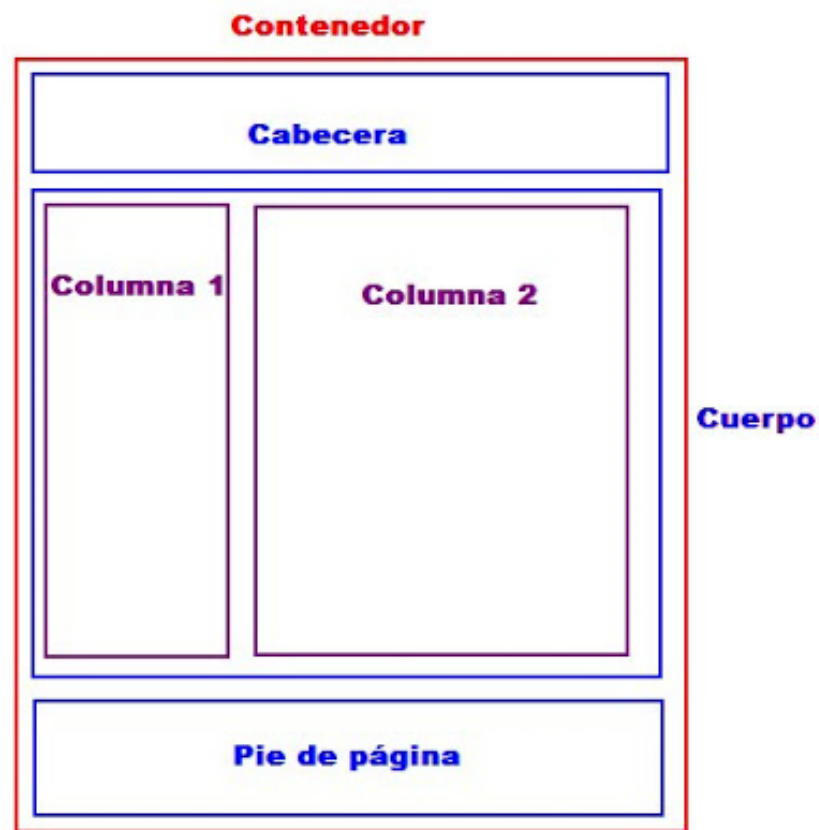 Contenedor
Cabecera
Columna 1
Columna 2
Cuerpo
Pie de página